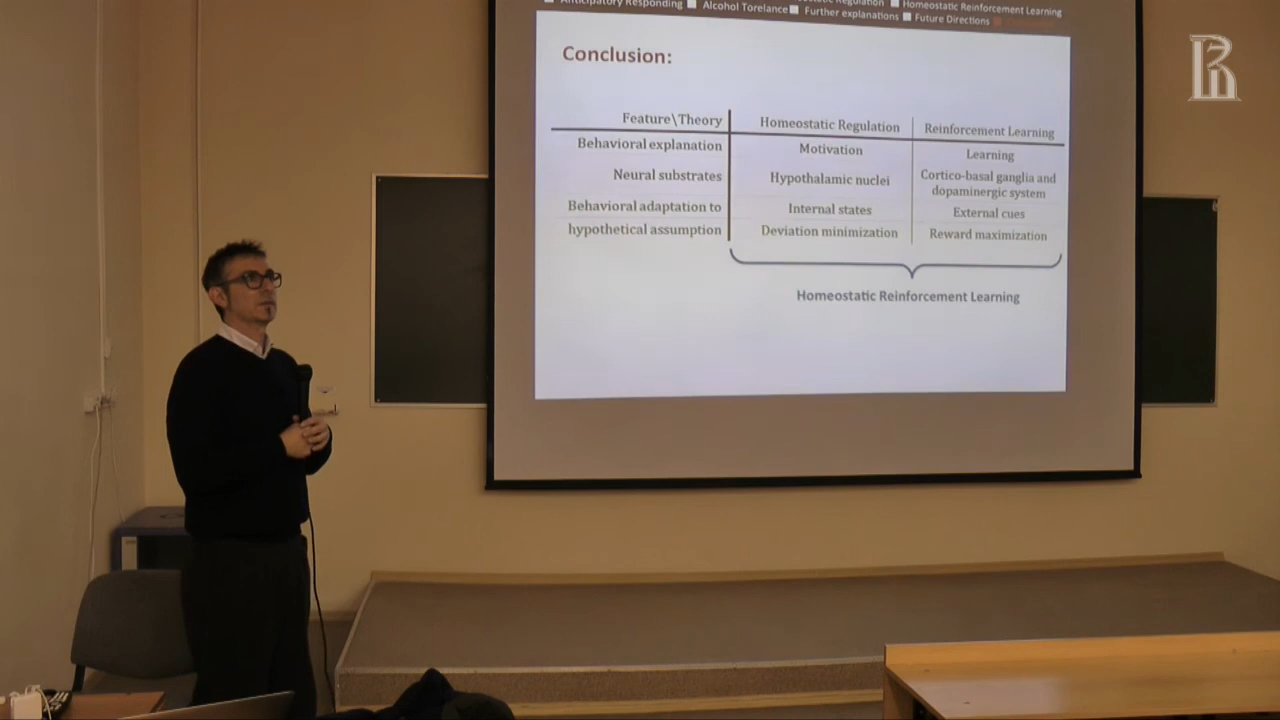 Anticipatory Responding Alcohol Torelance Regulation Homeostatic Reinforcement Learning
Further explanations Future Directions
Conclusion:
Feature\Theory Homeostatic Regulation Reinforcement Learning
Behavioral explanation Motivation Learning
Neural substrates Hypothalamic nuclei Cortico-basal ganglia and
dopaminergic system
Behavioral adaptation to Internal states External cues
hypothetical assumption Deviation minimization Reward maximization
Homeostatic Reinforcement Learning